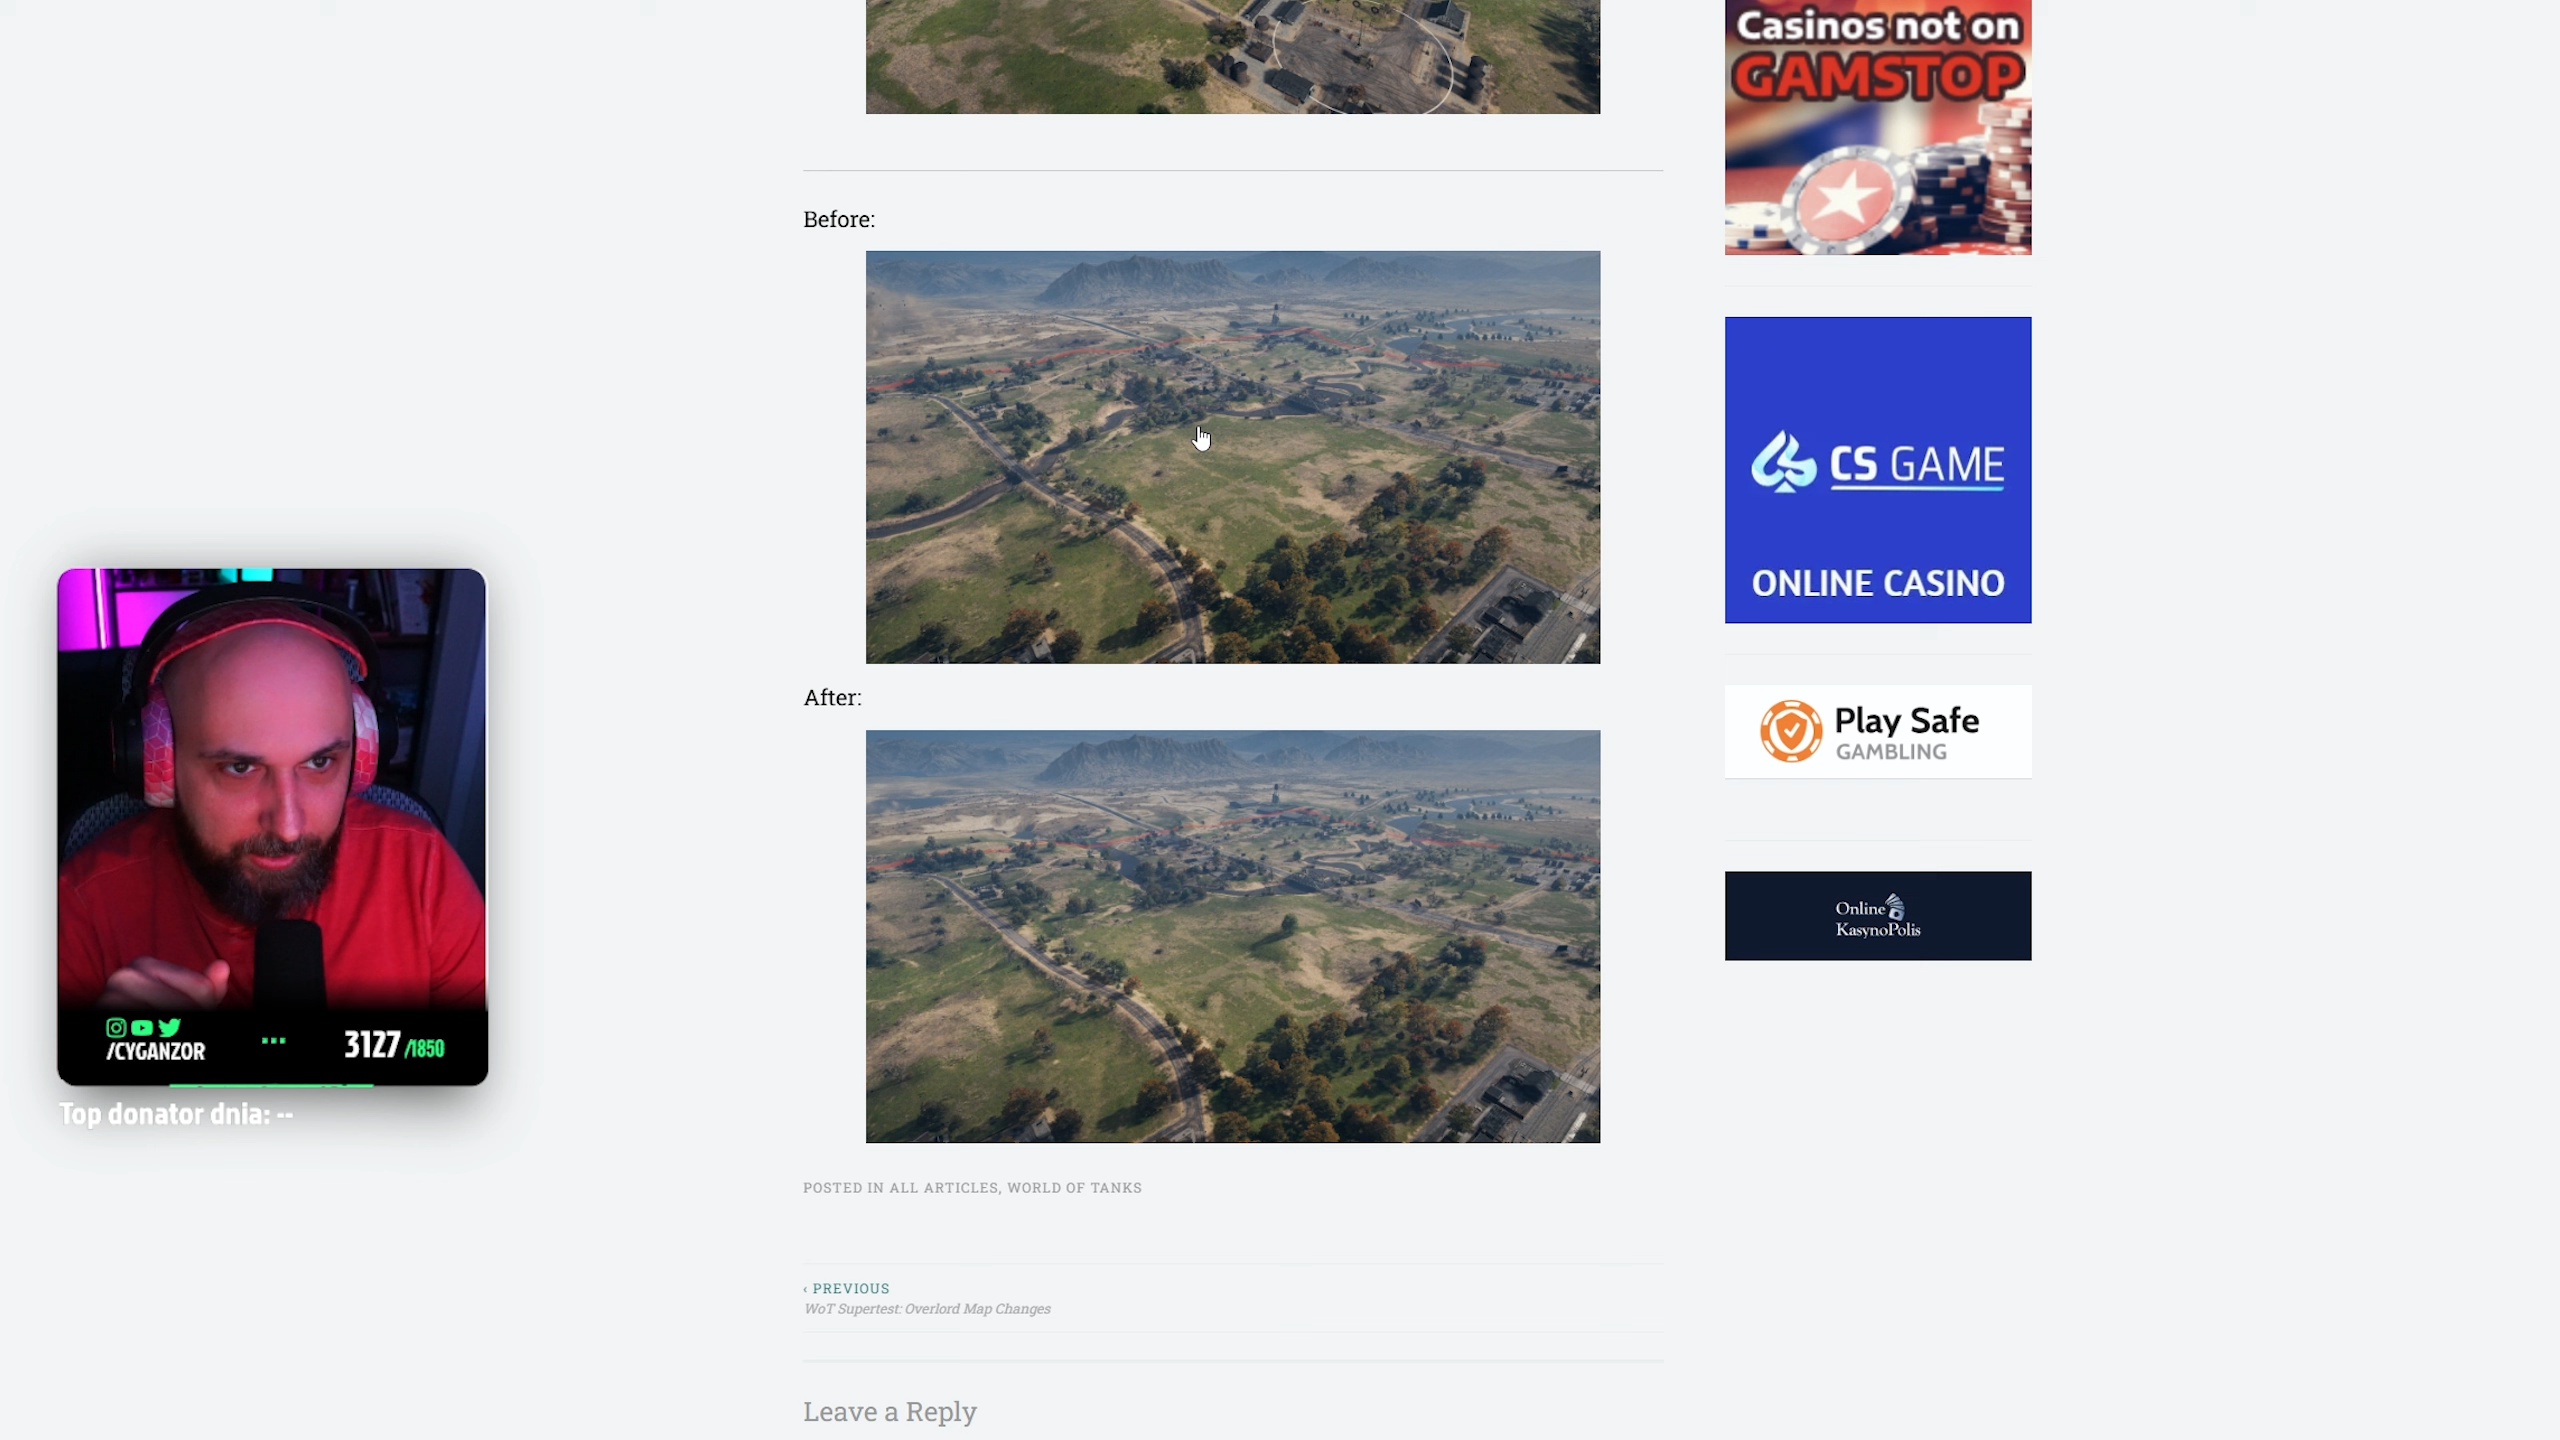 Casinos not on
GAMSTOP
Before:
CS GAME
ONLINE CASINO
After:
Play Safe
GAMBLING
Online
KasynoPolis
/CYGANZOR
...
3127 /1850
Top donator dnia: --
POSTED IN ALL ARTICLES, WORLD OF TANKS
‹ PREVIOUS
WoT Supertest: Overlord Map Changes
Leave a Reply